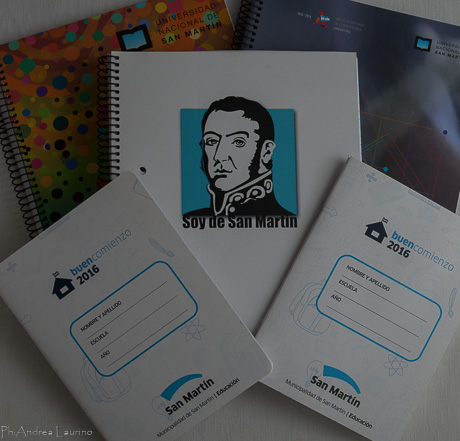 UNIVERSIDAD
NACIONAL DE
SAN MARTÍN
UNIVERSIDAD
NACIONAL DE
SAN MARTÍN
Soy de San Martín
buencomienzo
2016
NOMBRE Y APELLIDO
ESCUELA
AÑO
San Martín
Municipalidad de San Martín | Educación
buencomienzo
2016
NOMBRE Y APELLIDO
ESCUELA
AÑO
San Martín
Municipalidad de San Martín | Educación
Ph:Andrea Laurino